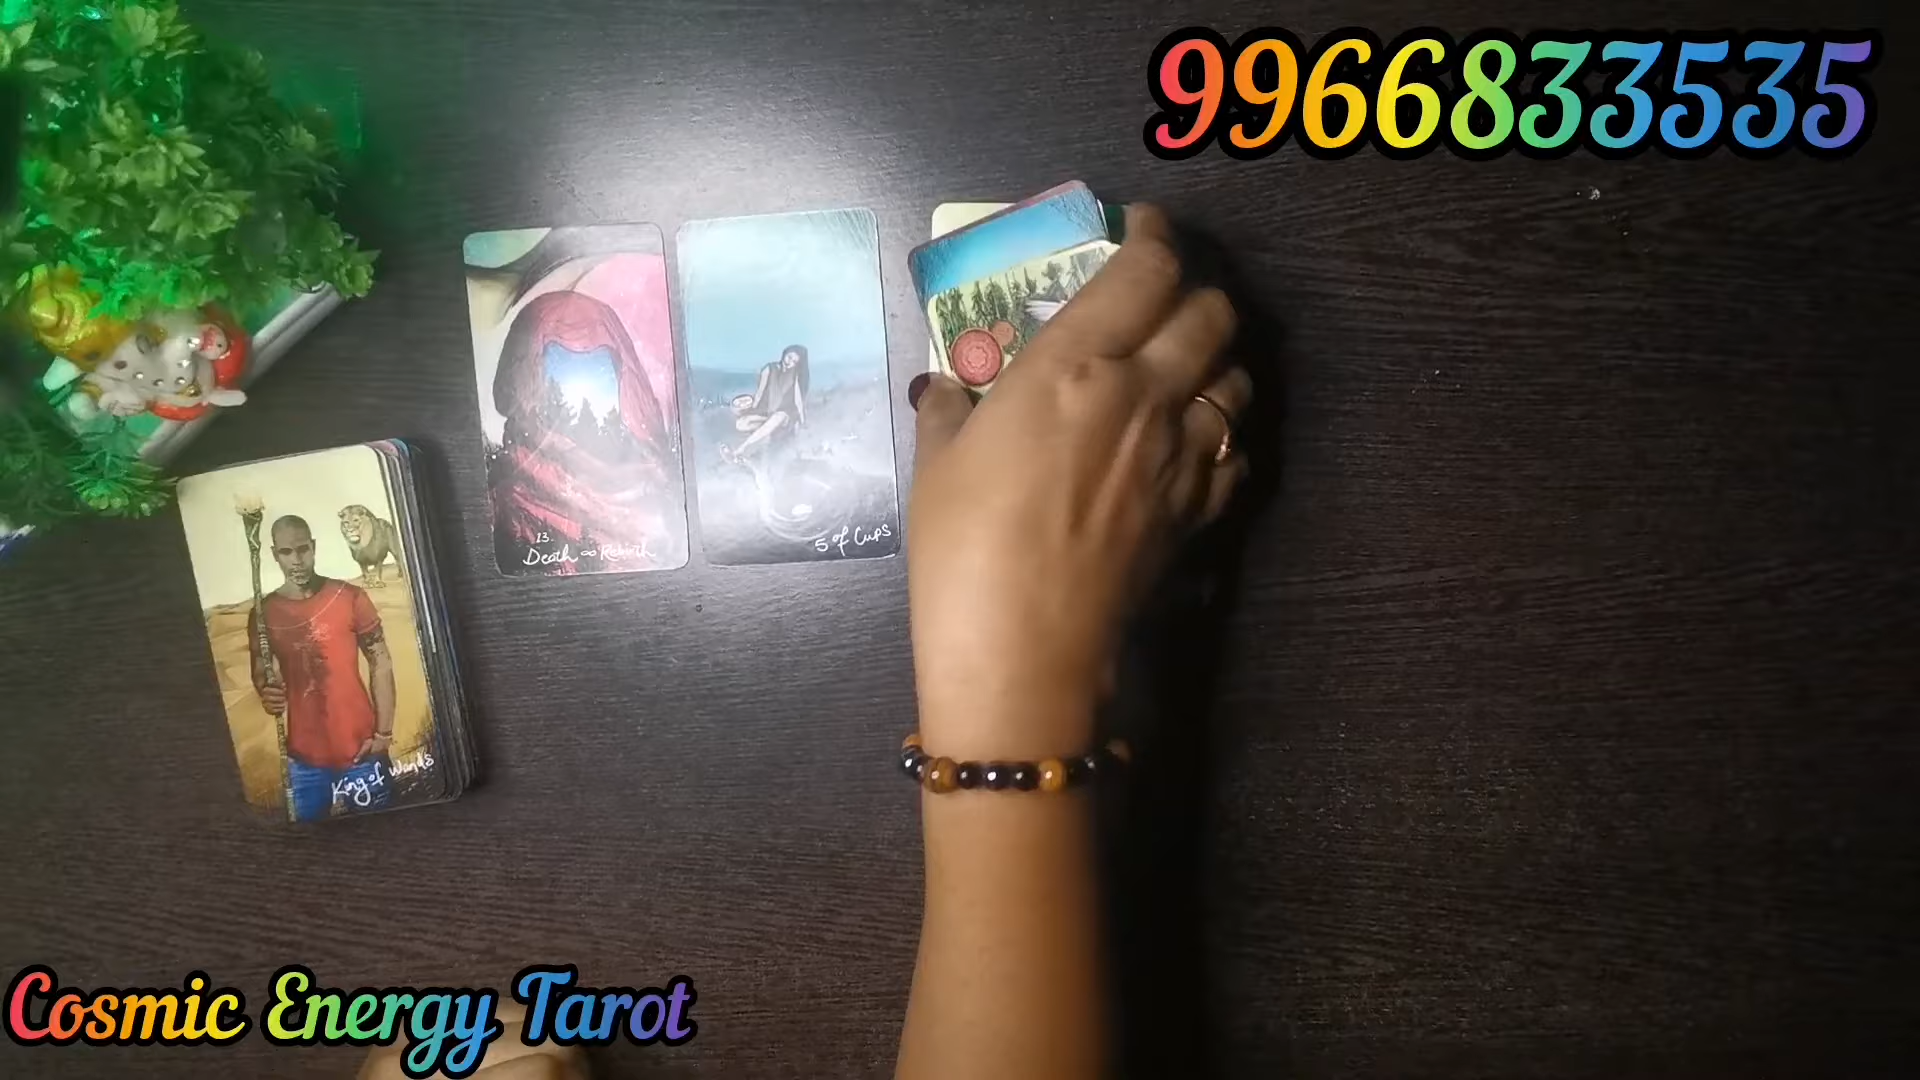 9966833535
13.
Death ∞ Rebirth
5 of Cups
King of Wands
Cosmic Energy Tarot